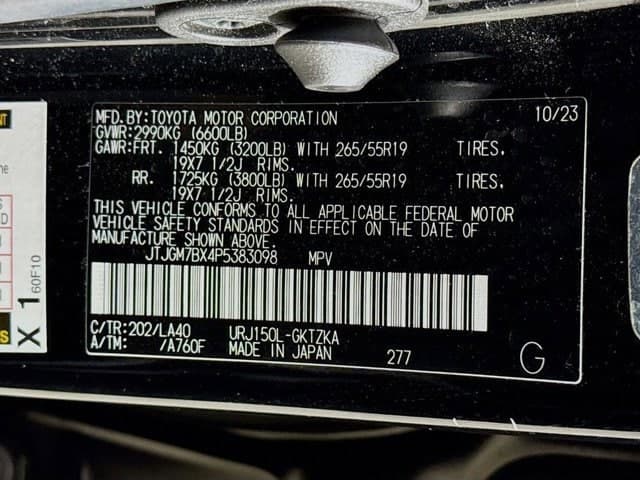 MFD.BY:TOYOTA MOTOR CORPORATION 10/23
GVWR:2990KG (6600LB)
GAWR:FRT. 1450KG (3200LB) WITH 265/55R19 TIRES.
19X7 1/2J RIMS.
RR. 1725KG (3800LB) WITH 265/55R19 TIRES.
19X7 1/2J RIMS.
THIS VEHICLE CONFORMS TO ALL APPLICABLE FEDERAL MOTOR
VEHICLE SAFETY STANDARDS IN EFFECT ON THE DATE OF
MANUFACTURE SHOWN ABOVE.
JTJGM7BX4P5383098 MPV
C/TR:202/LA40 URJ150L-GKTZKA
A/TM: /A760F MADE IN JAPAN 277
G
X 1
60F10